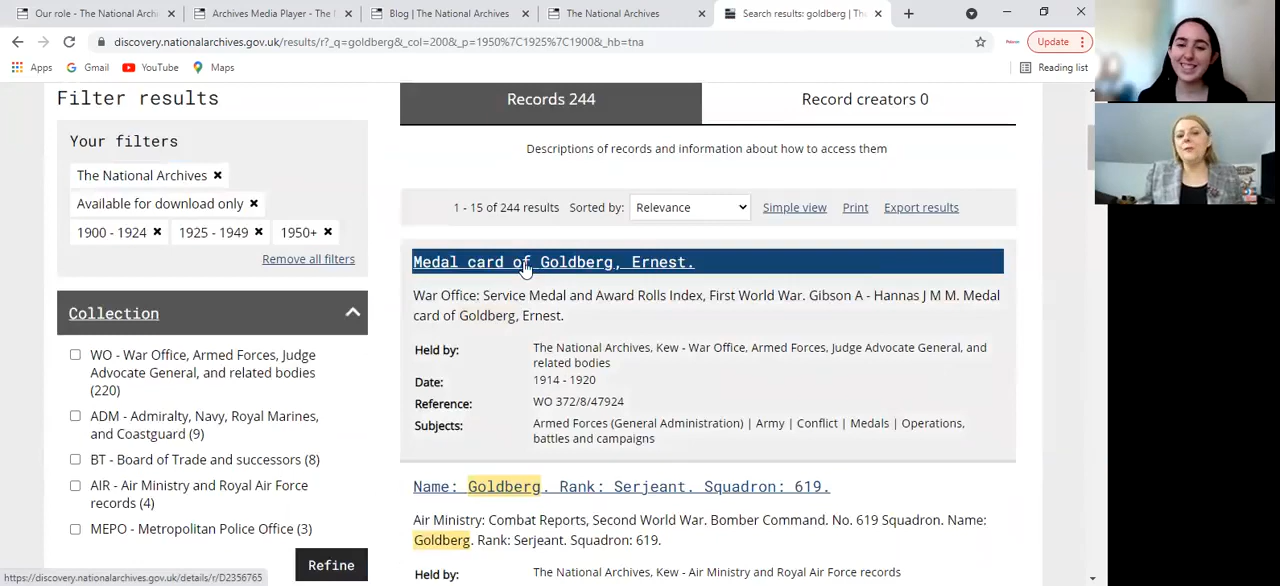 Our role - The National Archi
Archives Media Player - The N
Blog | The National Archives
The National Archives
Search results: goldberg | The
discovery.nationalarchives.gov.uk/results/r?_q=goldberg&_col=200&_p=1950%7C1925%7C1900&_hb=tna
Update
Apps
Gmail
YouTube
Maps
Reading list
Filter results
Your filters
The National Archives
Available for download only
1900 - 1924
1925 - 1949
1950+
Remove all filters
Collection
WO - War Office, Armed Forces, Judge
Advocate General, and related bodies
(220)
ADM - Admiralty, Navy, Royal Marines,
and Coastguard (9)
BT - Board of Trade and successors (8)
AIR - Air Ministry and Royal Air Force
records (4)
MEPO - Metropolitan Police Office (3)
Refine
https://discovery.nationalarchives.gov.uk/details/r/D2356765
Records 244
Record creators 0
Descriptions of records and information about how to access them
1 - 15 of 244 results Sorted by: Relevance Simple view Print Export results
Medal card of Goldberg, Ernest.
War Office: Service Medal and Award Rolls Index, First World War. Gibson A - Hannas J M M. Medal
card of Goldberg, Ernest.
Held by: The National Archives, Kew - War Office, Armed Forces, Judge Advocate General, and
related bodies
Date: 1914 - 1920
Reference: WO 372/8/47924
Subjects: Armed Forces (General Administration) | Army | Conflict | Medals | Operations,
battles and campaigns
Name: Goldberg. Rank: Serjeant. Squadron: 619.
Air Ministry: Combat Reports, Second World War. Bomber Command. No. 619 Squadron. Name:
Goldberg. Rank: Serjeant. Squadron: 619.
Held by: The National Archives, Kew - Air Ministry and Royal Air Force records